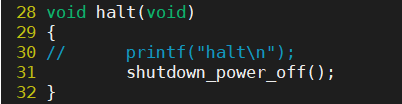 28 void halt(void)
29 {
30 //      printf("halt\n");
31         shutdown_power_off();
32 }